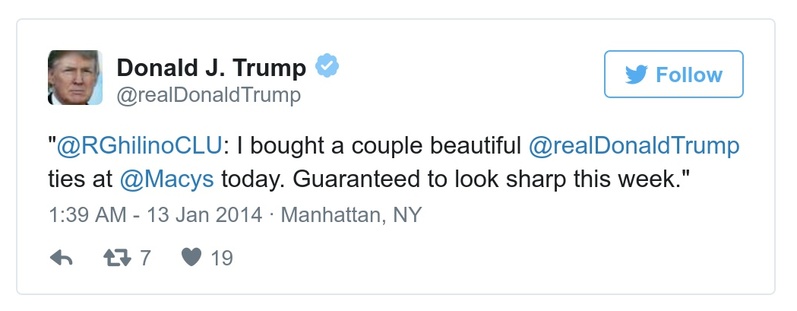 Donald J. Trump
@realDonaldTrump
Follow
"@RGhilinoCLU: I bought a couple beautiful @realDonaldTrump
ties at @Macys today. Guaranteed to look sharp this week."
1:39 AM - 13 Jan 2014 · Manhattan, NY
7 19